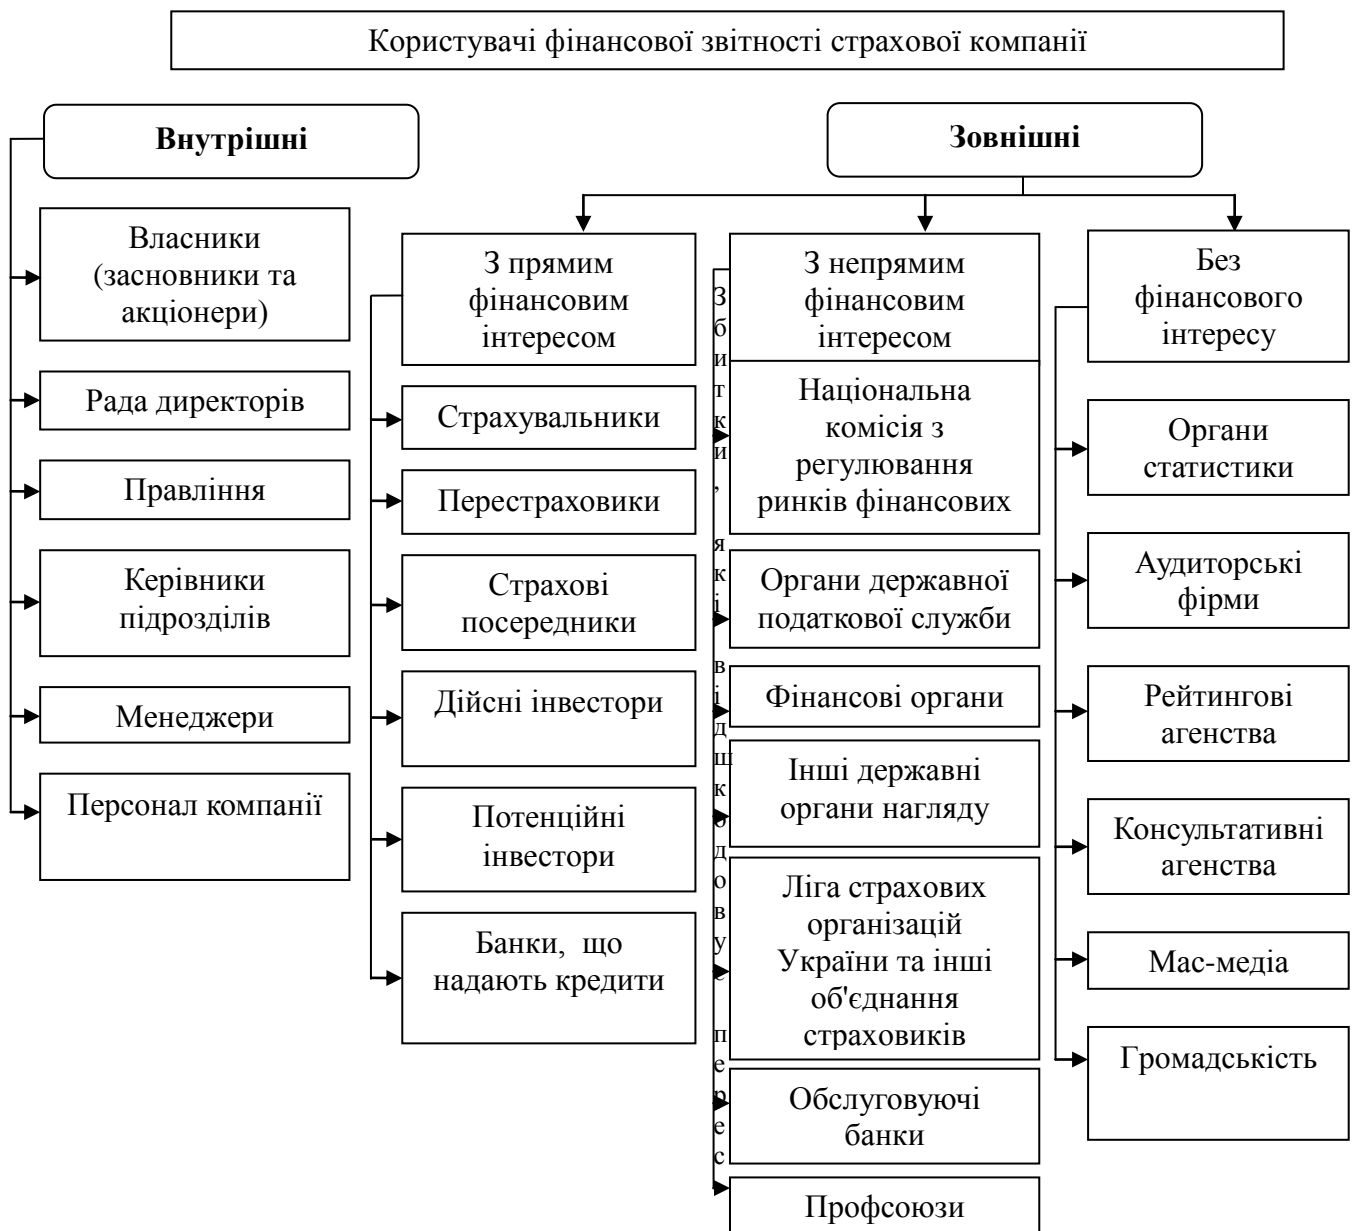 Користувачі фінансової звітності страхової компанії
Внутрішні
Зовнішні
Власники
(засновники та
акціонери)
Рада директорів
Правління
Керівники
підрозділів
Менеджери
Персонал компанії
З прямим
фінансовим
інтересом
Страхувальники
Перестраховики
Страхові
посередники
Дійсні інвестори
Потенційні
інвестори
Банки, що
надають кредити
Збитки, які відшкодовує перес
З непрямим
фінансовим
інтересом
Національна
комісія з
регулювання
ринків фінансових
Органи державної
податкової служби
Фінансові органи
Інші державні
органи нагляду
Ліга страхових
організацій
України та інші
об'єднання
страховиків
Обслуговуючі
банки
Профсоюзи
Без
фінансового
інтересу
Органи
статистики
Аудиторські
фірми
Рейтингові
агенства
Консультативні
агенства
Мас-медіа
Громадськість